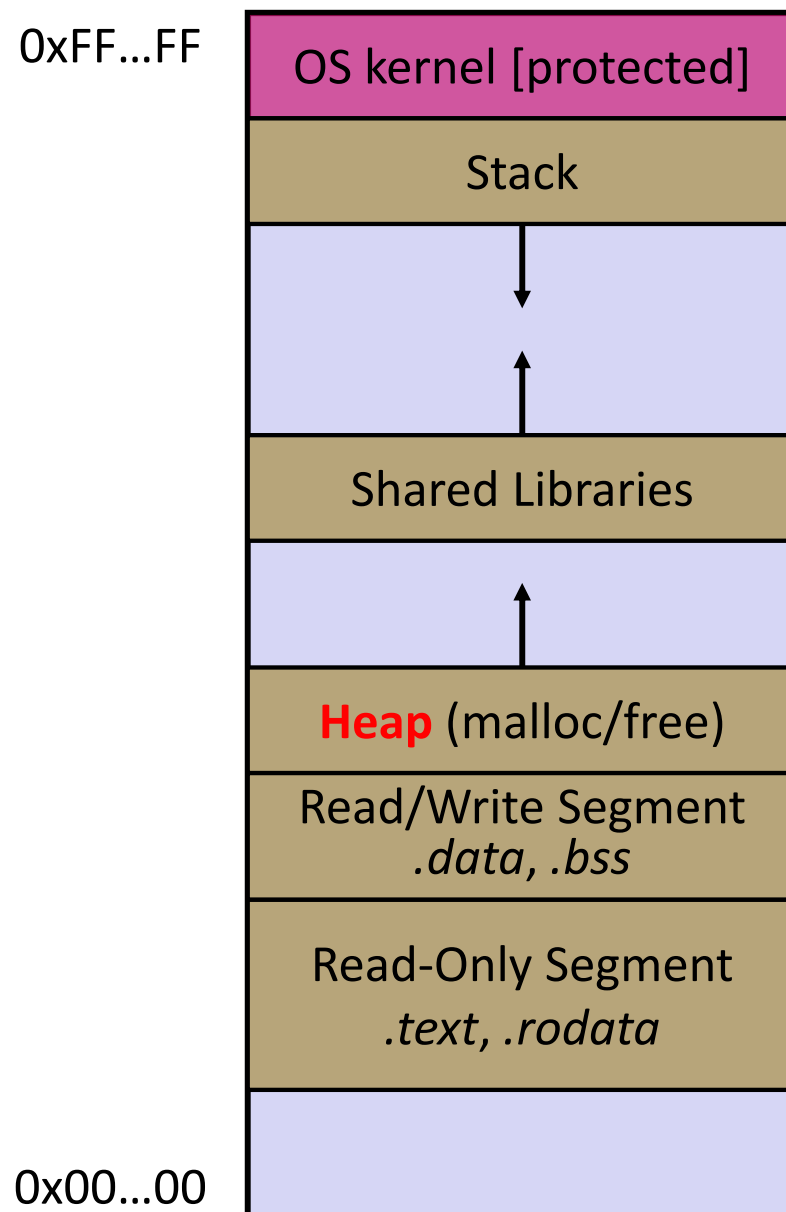 0xFF…FF
OS kernel [protected]
Stack
Shared Libraries
Heap (malloc/free)
Read/Write Segment
.data, .bss
Read-Only Segment
.text, .rodata
0x00…00